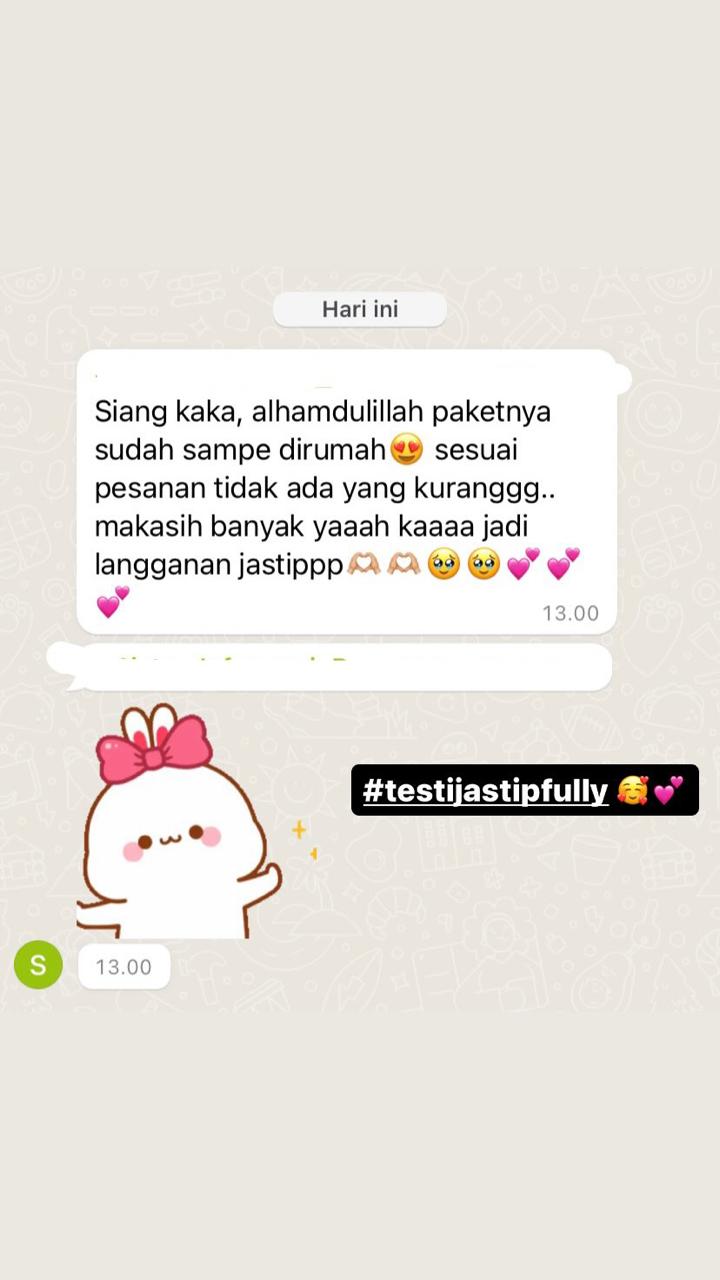 Hari ini
Siang kaka, alhamdulillah paketnya
sudah sampe dirumah😍 sesuai
pesanan tidak ada yang kuranggg..
makasih banyak yaaah kaaaa jadi
langganan jastippp🫶🏼🫶🏼🥹🥹💕💕
💕
13.00
#testijastipfully 🥰💕
S
13.00